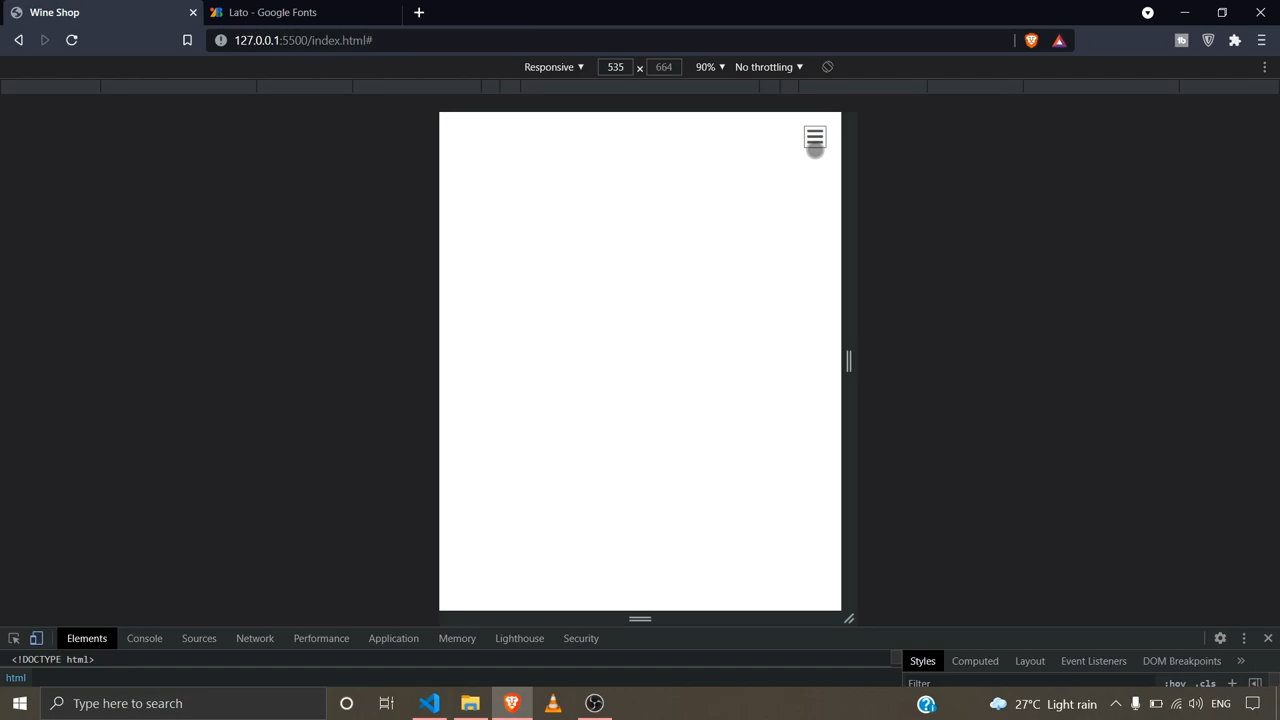 Wine Shop
Lato - Google Fonts
127.0.0.1:5500/index.html#
Responsive
535 × 664
90%
No throttling
Elements
Console
Sources
Network
Performance
Application
Memory
Lighthouse
Security
<!DOCTYPE html>
html
Styles
Computed
Layout
Event Listeners
DOM Breakpoints
Filter
:hov .cls
Type here to search
27°C Light rain
ENG